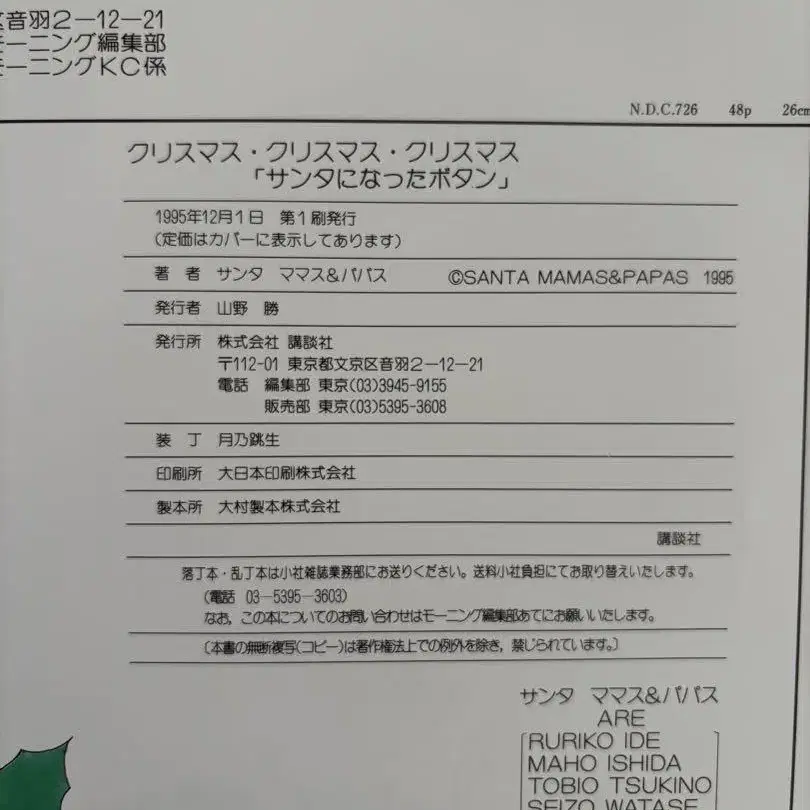 音羽2－12－21
モーニング編集部
モーニングKC係
N.D.C.726 48p 26cm
クリスマス・クリスマス・クリスマス
「サンタになったボタン」
1995年12月1日 第1刷発行
(定価はカバーに表示してあります)
著 者 サンタ ママス&パパス ©SANTA MAMAS&PAPAS 1995
発行者 山野 勝
発行所 株式会社 講談社
〒112-01 東京都文京区音羽2－12－21
電話 編集部 東京(03)3945-9155
販売部 東京(03)5395-3608
装 丁 月乃跳生
印刷所 大日本印刷株式会社
製本所 大村製本株式会社
講談社
落丁本・乱丁本は小社雑誌業務部にお送りください。送料小社負担にてお取り替えいたします。
(電話 03－5395－3603)
なお，この本についてのお問い合わせはモーニング編集部あてにお願いいたします。
〔本書の無断複写(コピー)は著作権法上での例外を除き，禁じられています。〕
サンタ ママス&パパス
ARE
RURIKO IDE
MAHO ISHIDA
TOBIO TSUKINO
SEIZO WATASE